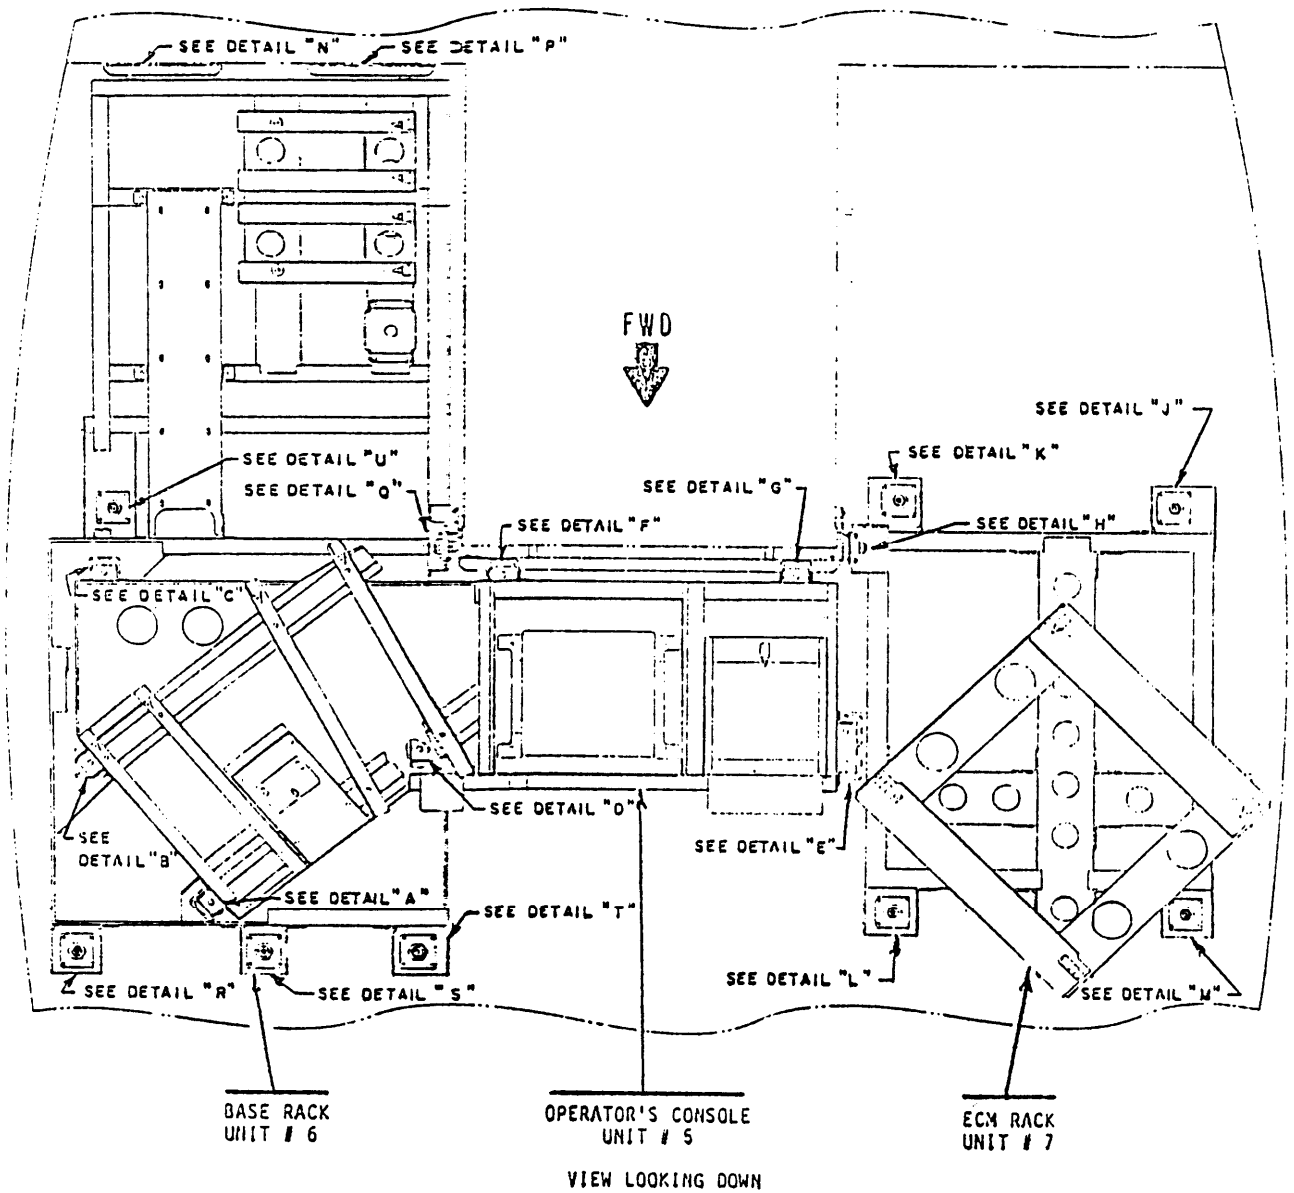 SEE DETAIL "N"
SEE DETAIL "P"
FWD
SEE DETAIL "J"
SEE DETAIL "K"
SEE DETAIL "U"
SEE DETAIL "Q"
SEE DETAIL "G"
SEE DETAIL "F"
SEE DETAIL "H"
SEE DETAIL "C"
SEE DETAIL "D"
SEE
DETAIL "B"
SEE DETAIL "E"
SEE DETAIL "A"
SEE DETAIL "T"
SEE DETAIL "L"
SEE DETAIL "R"
SEE DETAIL "S"
SEE DETAIL "M"
BASE RACK
UNIT # 6
OPERATOR'S CONSOLE
UNIT # 5
ECM RACK
UNIT # 7
VIEW LOOKING DOWN